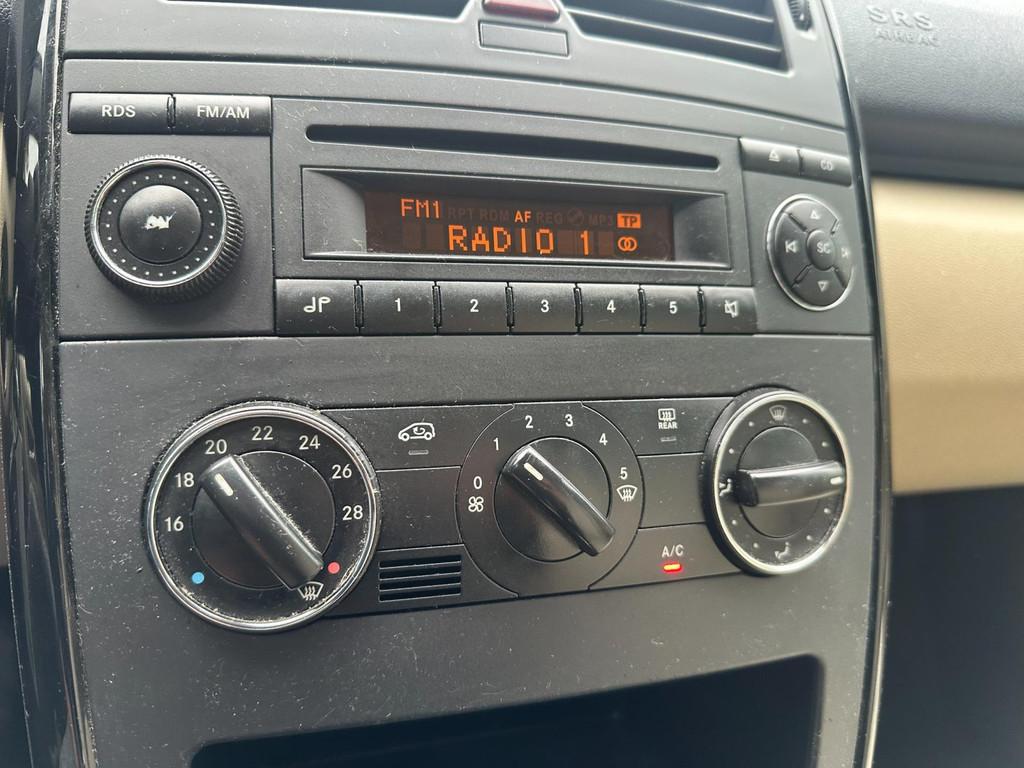 SRS
AIRBAG
RDS FM/AM
CD
FM1 RPT RDM AF REG MP3 TP
RADIO 1
SC
1 2 3 4 5
16 18 20 22 24 26 28
0 1 2 3 4 5
REAR
A/C